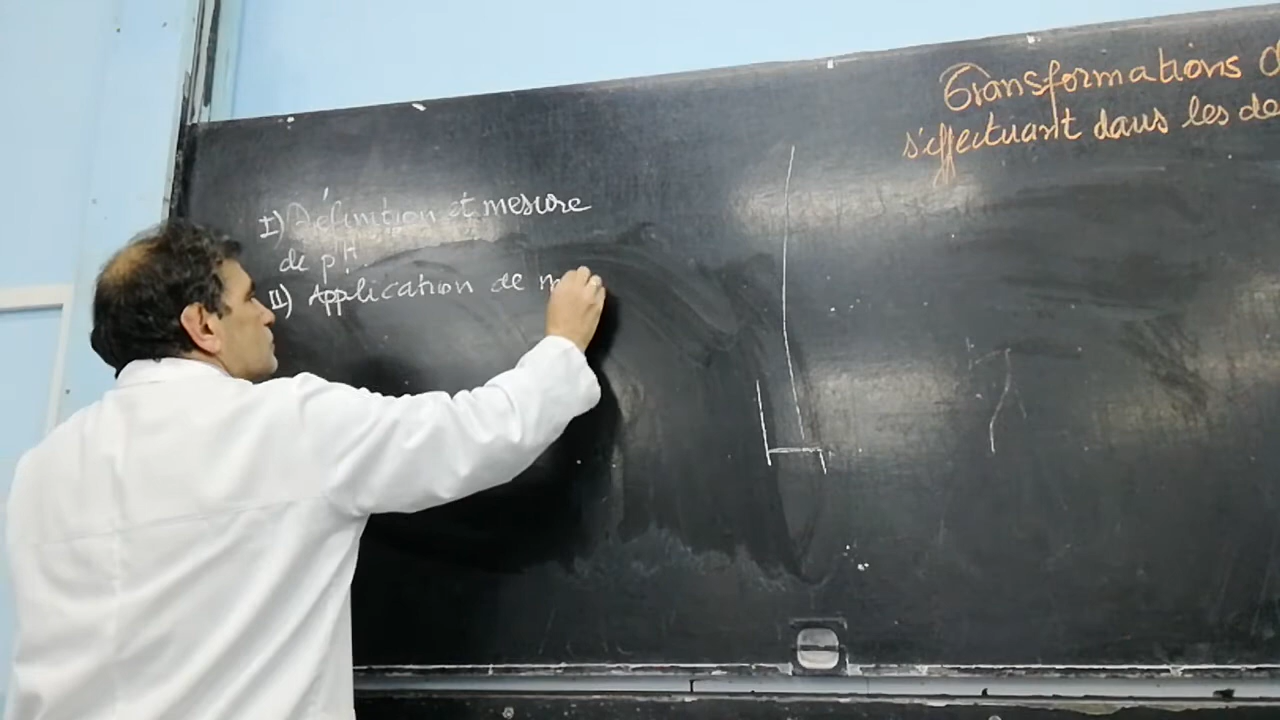 Transformations
s'effectuant dans les de
I) Définition et mesure
de pH.
II) Application de m